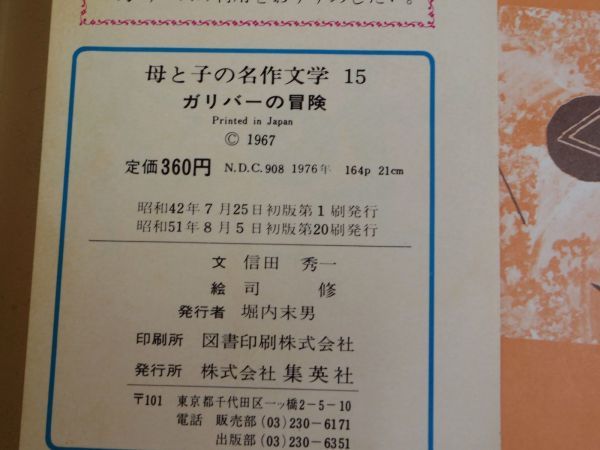 母と子の名作文学 15
ガリバーの冒険
Printed in Japan
© 1967
定価360円 N.D.C.908 1976年 164p 21cm
昭和42年7月25日初版第1刷発行
昭和51年8月5日初版第20刷発行
文 信田 秀一
絵 司 修
発行者 堀内末男
印刷所 図書印刷株式会社
発行所 株式会社 集英社
〒101 東京都千代田区一ッ橋2-5-10
電話 販売部 (03) 230-6171
出版部 (03) 230-6351